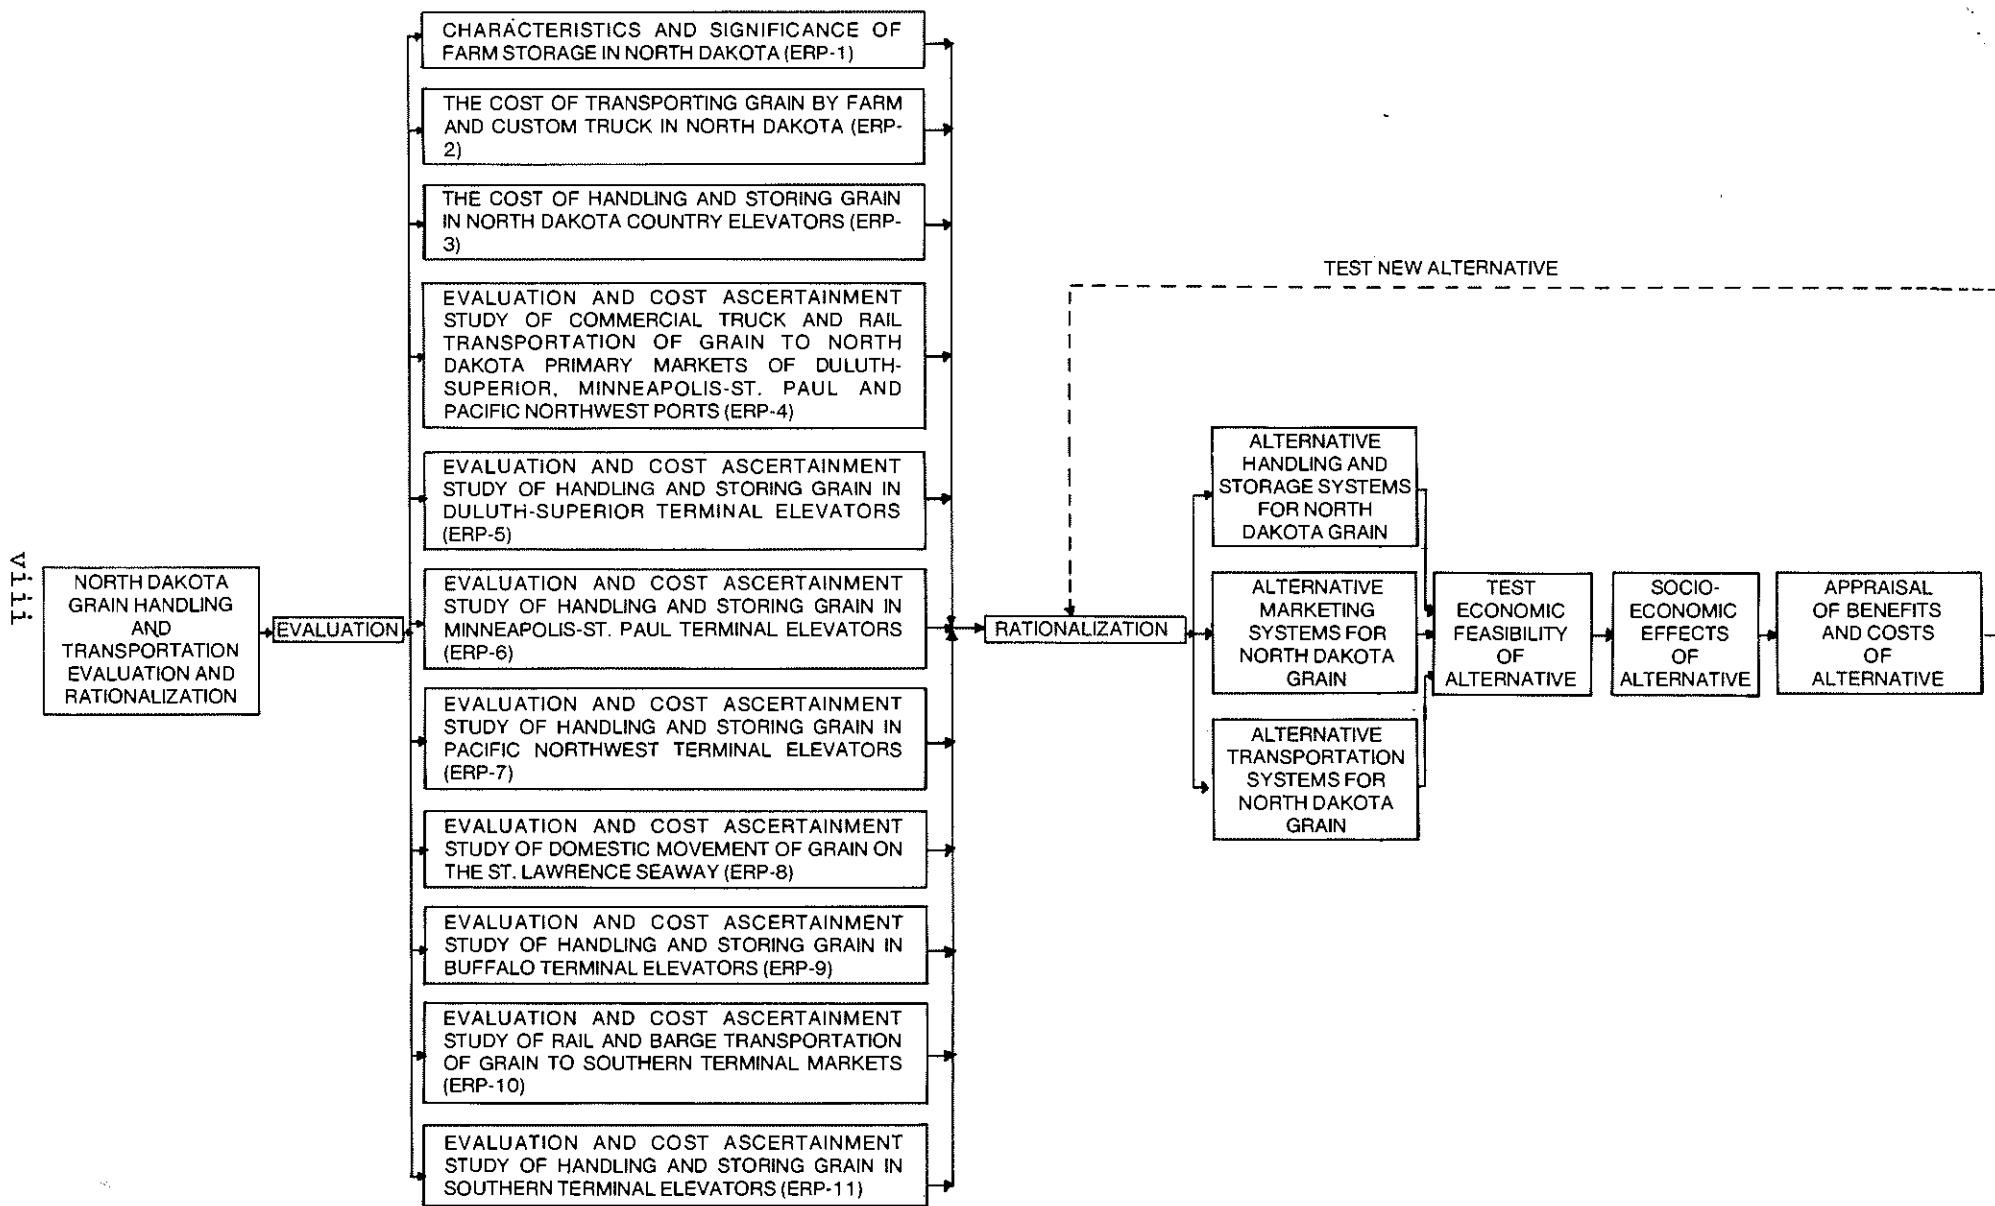 viii
NORTH DAKOTA
GRAIN HANDLING
AND
TRANSPORTATION
EVALUATION AND
RATIONALIZATION
EVALUATION
CHARACTERISTICS AND SIGNIFICANCE OF
FARM STORAGE IN NORTH DAKOTA (ERP-1)
THE COST OF TRANSPORTING GRAIN BY FARM
AND CUSTOM TRUCK IN NORTH DAKOTA (ERP-
2)
THE COST OF HANDLING AND STORING GRAIN
IN NORTH DAKOTA COUNTRY ELEVATORS (ERP-
3)
EVALUATION AND COST ASCERTAINMENT
STUDY OF COMMERCIAL TRUCK AND RAIL
TRANSPORTATION OF GRAIN TO NORTH
DAKOTA PRIMARY MARKETS OF DULUTH-
SUPERIOR, MINNEAPOLIS-ST. PAUL AND
PACIFIC NORTHWEST PORTS (ERP-4)
EVALUATION AND COST ASCERTAINMENT
STUDY OF HANDLING AND STORING GRAIN IN
DULUTH-SUPERIOR TERMINAL ELEVATORS
(ERP-5)
EVALUATION AND COST ASCERTAINMENT
STUDY OF HANDLING AND STORING GRAIN IN
MINNEAPOLIS-ST. PAUL TERMINAL ELEVATORS
(ERP-6)
EVALUATION AND COST ASCERTAINMENT
STUDY OF HANDLING AND STORING GRAIN IN
PACIFIC NORTHWEST TERMINAL ELEVATORS
(ERP-7)
EVALUATION AND COST ASCERTAINMENT
STUDY OF DOMESTIC MOVEMENT OF GRAIN ON
THE ST. LAWRENCE SEAWAY (ERP-8)
EVALUATION AND COST ASCERTAINMENT
STUDY OF HANDLING AND STORING GRAIN IN
BUFFALO TERMINAL ELEVATORS (ERP-9)
EVALUATION AND COST ASCERTAINMENT
STUDY OF RAIL AND BARGE TRANSPORTATION
OF GRAIN TO SOUTHERN TERMINAL MARKETS
(ERP-10)
EVALUATION AND COST ASCERTAINMENT
STUDY OF HANDLING AND STORING GRAIN IN
SOUTHERN TERMINAL ELEVATORS (ERP-11)
TEST NEW ALTERNATIVE
RATIONALIZATION
ALTERNATIVE
HANDLING AND
STORAGE SYSTEMS
FOR NORTH
DAKOTA GRAIN
ALTERNATIVE
MARKETING
SYSTEMS FOR
NORTH DAKOTA
GRAIN
ALTERNATIVE
TRANSPORTATION
SYSTEMS FOR
NORTH DAKOTA
GRAIN
TEST
ECONOMIC
FEASIBILITY
OF
ALTERNATIVE
SOCIO-
ECONOMIC
EFFECTS
OF
ALTERNATIVE
APPRAISAL
OF BENEFITS
AND COSTS
OF
ALTERNATIVE